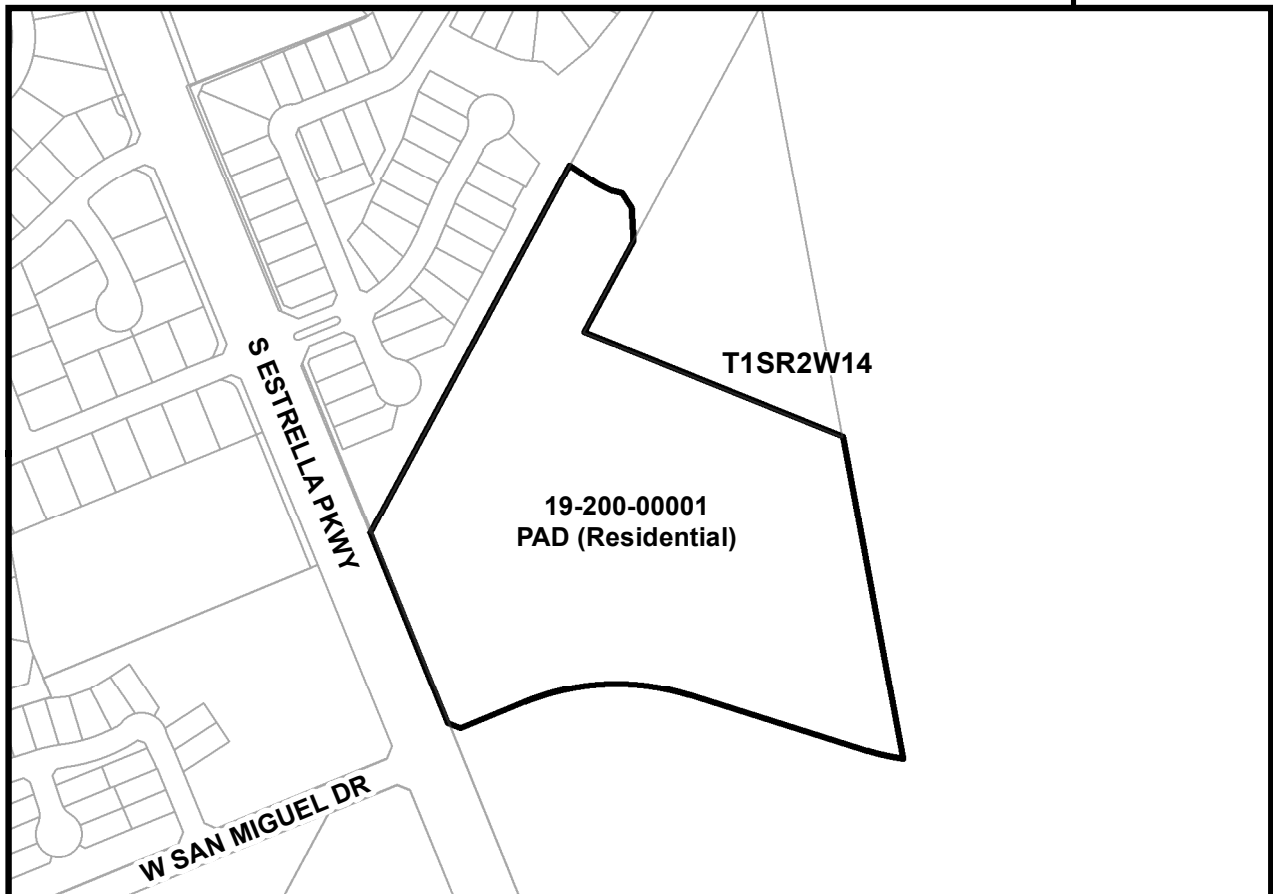 T1SR2W14
S ESTRELLA PKWY
19-200-00001
PAD (Residential)
W SAN MIGUEL DR